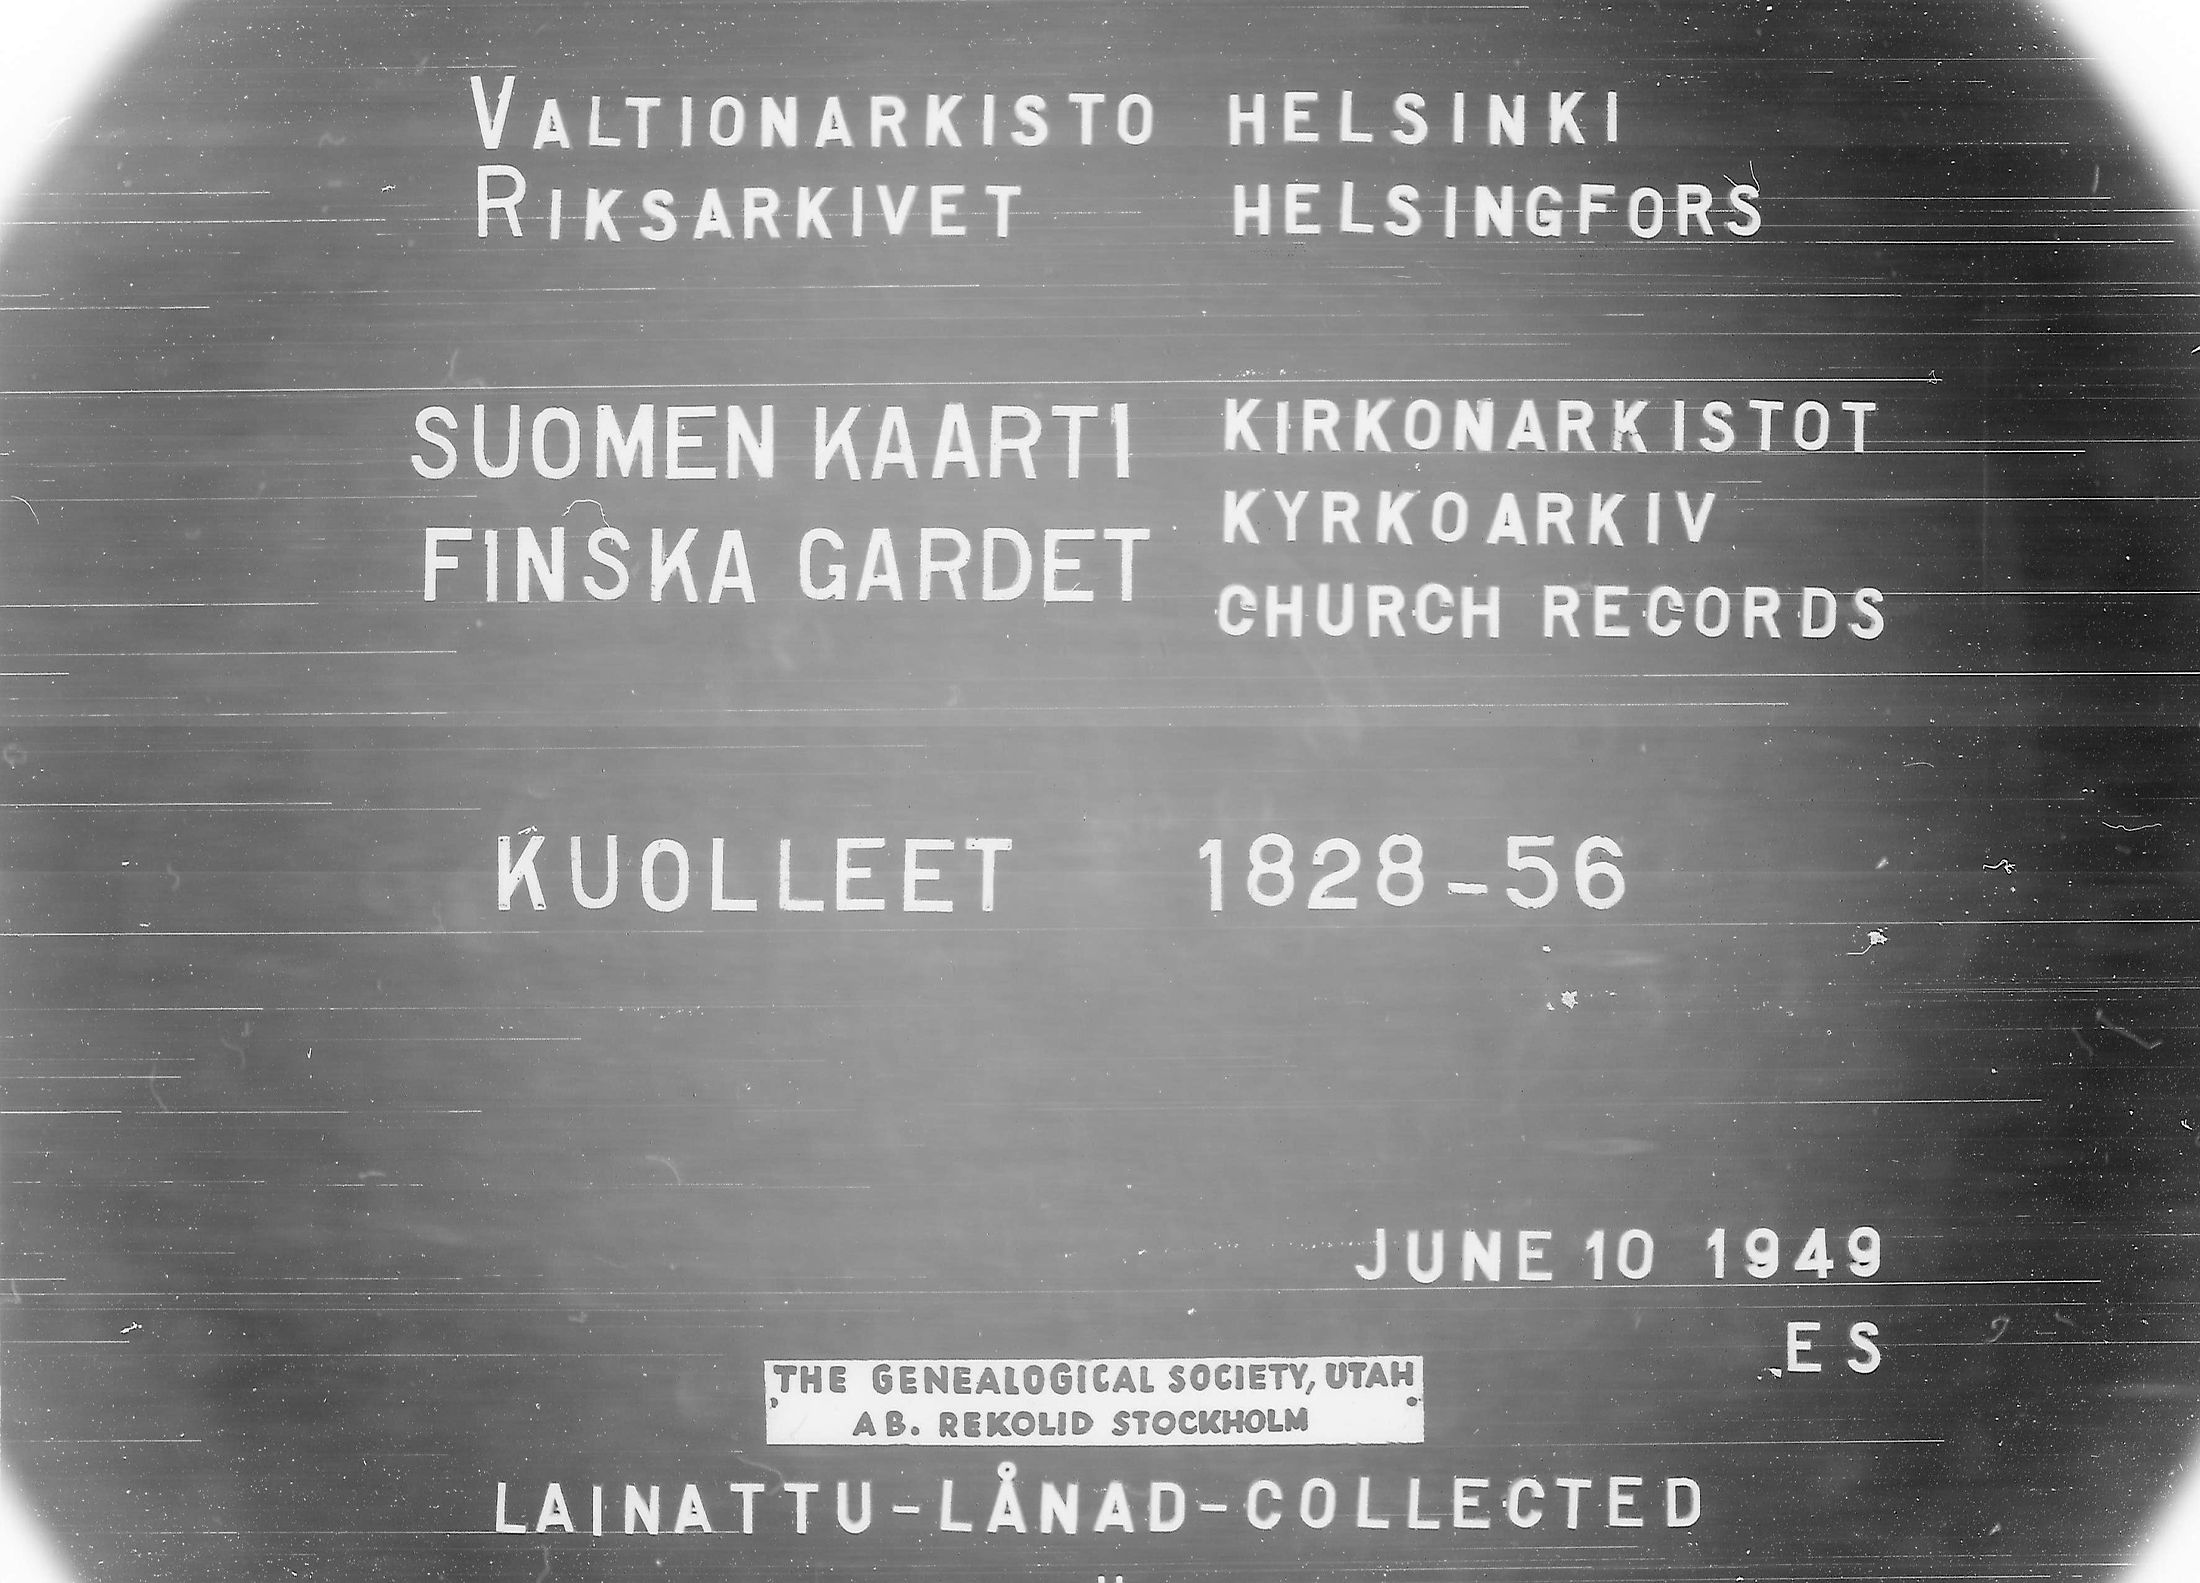 VALTIONARKISTO HELSINKI
RIKSARKIVET HELSINGFORS
SUOMEN KAARTI
FINSKA GARDET
KIRKONARKISTOT
KYRKOARKIV
CHURCH RECORDS
KUOLLEET 1828-56
JUNE 10 1949
ES
THE GENEALOGICAL SOCIETY, UTAH
AB. REKOLID STOCKHOLM
LAINATTU-LÅNAD-COLLECTED